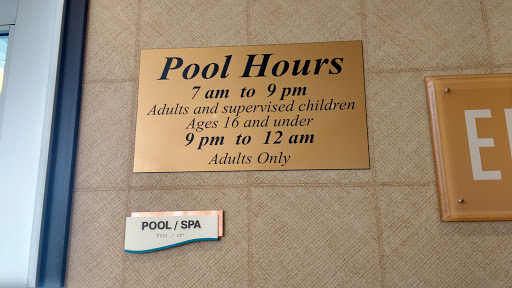 Pool Hours
7 am to 9 pm
Adults and supervised children
Ages 16 and under
9 pm to 12 am
Adults Only
POOL / SPA